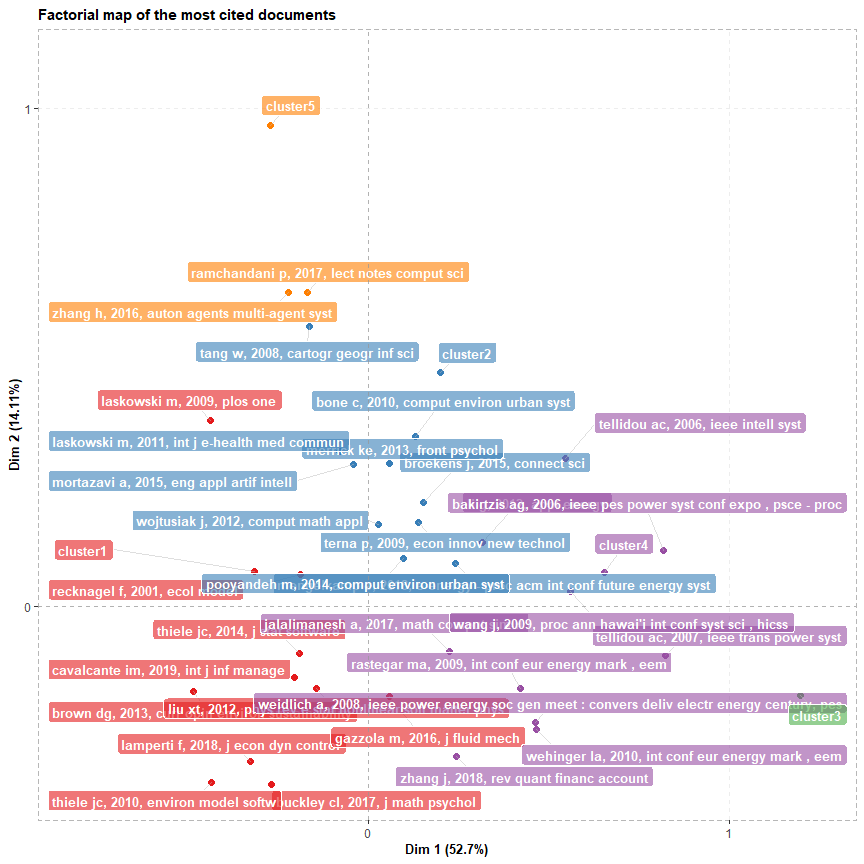 Factorial map of the most cited documents
cluster5
1
ramchandani p, 2017, lect notes comput sci
zhang h, 2016, auton agents multi-agent syst
tang w, 2008, cartogr geogr inf sci
cluster2
laskowski m, 2009, plos one
bone c, 2010, comput environ urban syst
tellidou ac, 2006, ieee intell syst
laskowski m, 2011, int j e-health med commun
merrick ke, 2013, front psychol
broekens j, 2015, connect sci
mortazavi a, 2015, eng appl artif intell
bakirtzis ag, 2006, ieee pes power syst conf expo , psce - proc
wojtusiak j, 2012, comput math appl
terna p, 2009, econ innov new technol
cluster4
cluster1
recknagel f, 2001, ecol model
pooyandeh m, 2014, comput environ urban syst
acm int conf future energy syst
0
jalalimanesh a, 2017, math co
wang j, 2009, proc ann hawai'i int conf syst sci , hicss
thiele jc, 2014, j stat software
tellidou ac, 2007, ieee trans power syst
rastegar ma, 2009, int conf eur energy mark , eem
cavalcante im, 2019, int j inf manage
weidlich a, 2008, ieee power energy soc gen meet : convers deliv electr energy century, pes
liu xt, 2012,
brown dg, 2013,
cluster3
gazzola m, 2016, j fluid mech
lamperti f, 2018, j econ dyn control
wehinger la, 2010, int conf eur energy mark , eem
zhang j, 2018, rev quant financ account
thiele jc, 2010, environ model softw
buckley cl, 2017, j math psychol
0
1
Dim 1 (52.7%)
Dim 2 (14.11%)